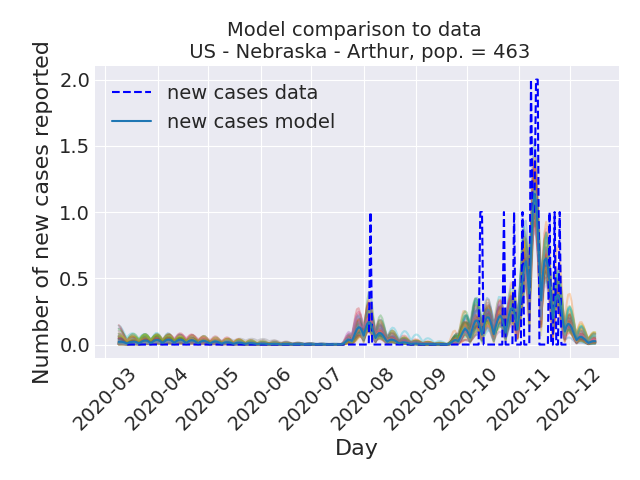 Model comparison to data
US - Nebraska - Arthur, pop. = 463
Number of new cases reported
2.0
1.5
1.0
0.5
0.0
new cases data
new cases model
2020-03
2020-04
2020-05
2020-06
2020-07
2020-08
2020-09
2020-10
2020-11
2020-12
Day